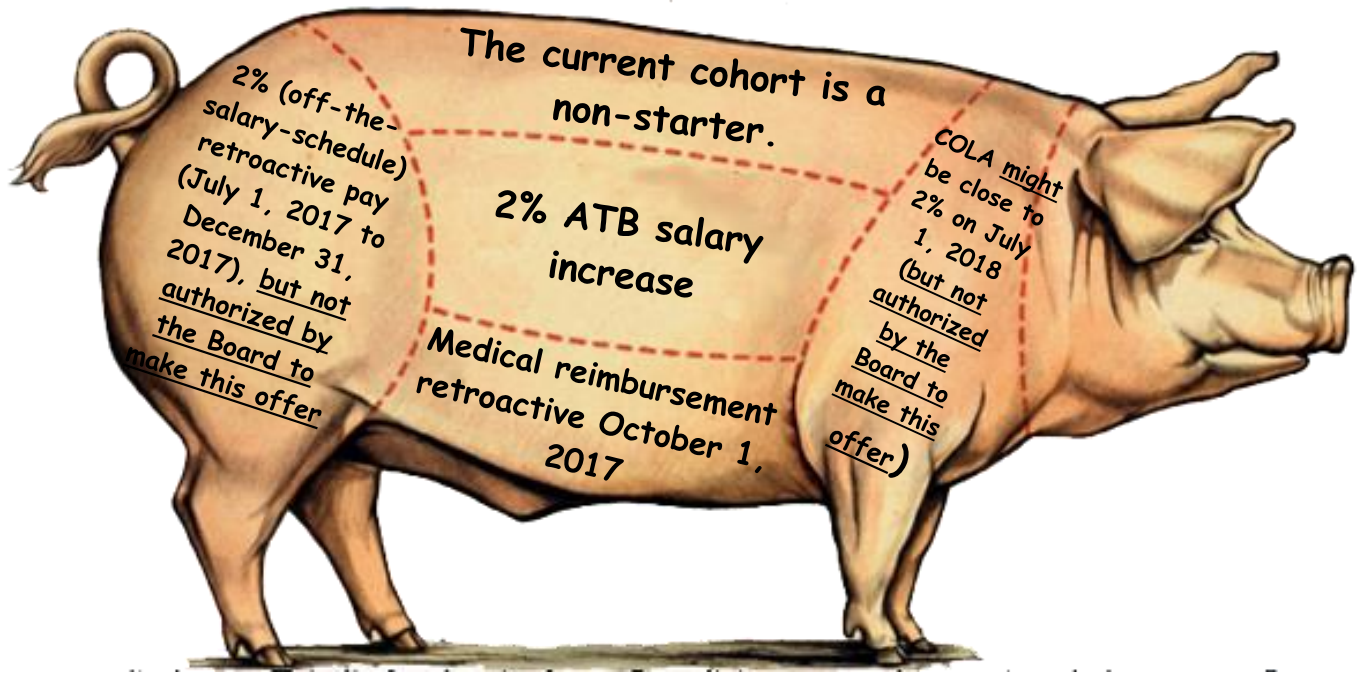 The current cohort is a
non-starter.
2% (off-the-
salary-schedule)
retroactive pay
(July 1, 2017 to
December 31,
2017), but not
authorized by
the Board to
make this offer
2% ATB salary
increase
Medical reimbursement
retroactive October 1,
2017
COLA might
be close to
2% on July
1, 2018
(but not
authorized
by the
Board to
make this
offer)